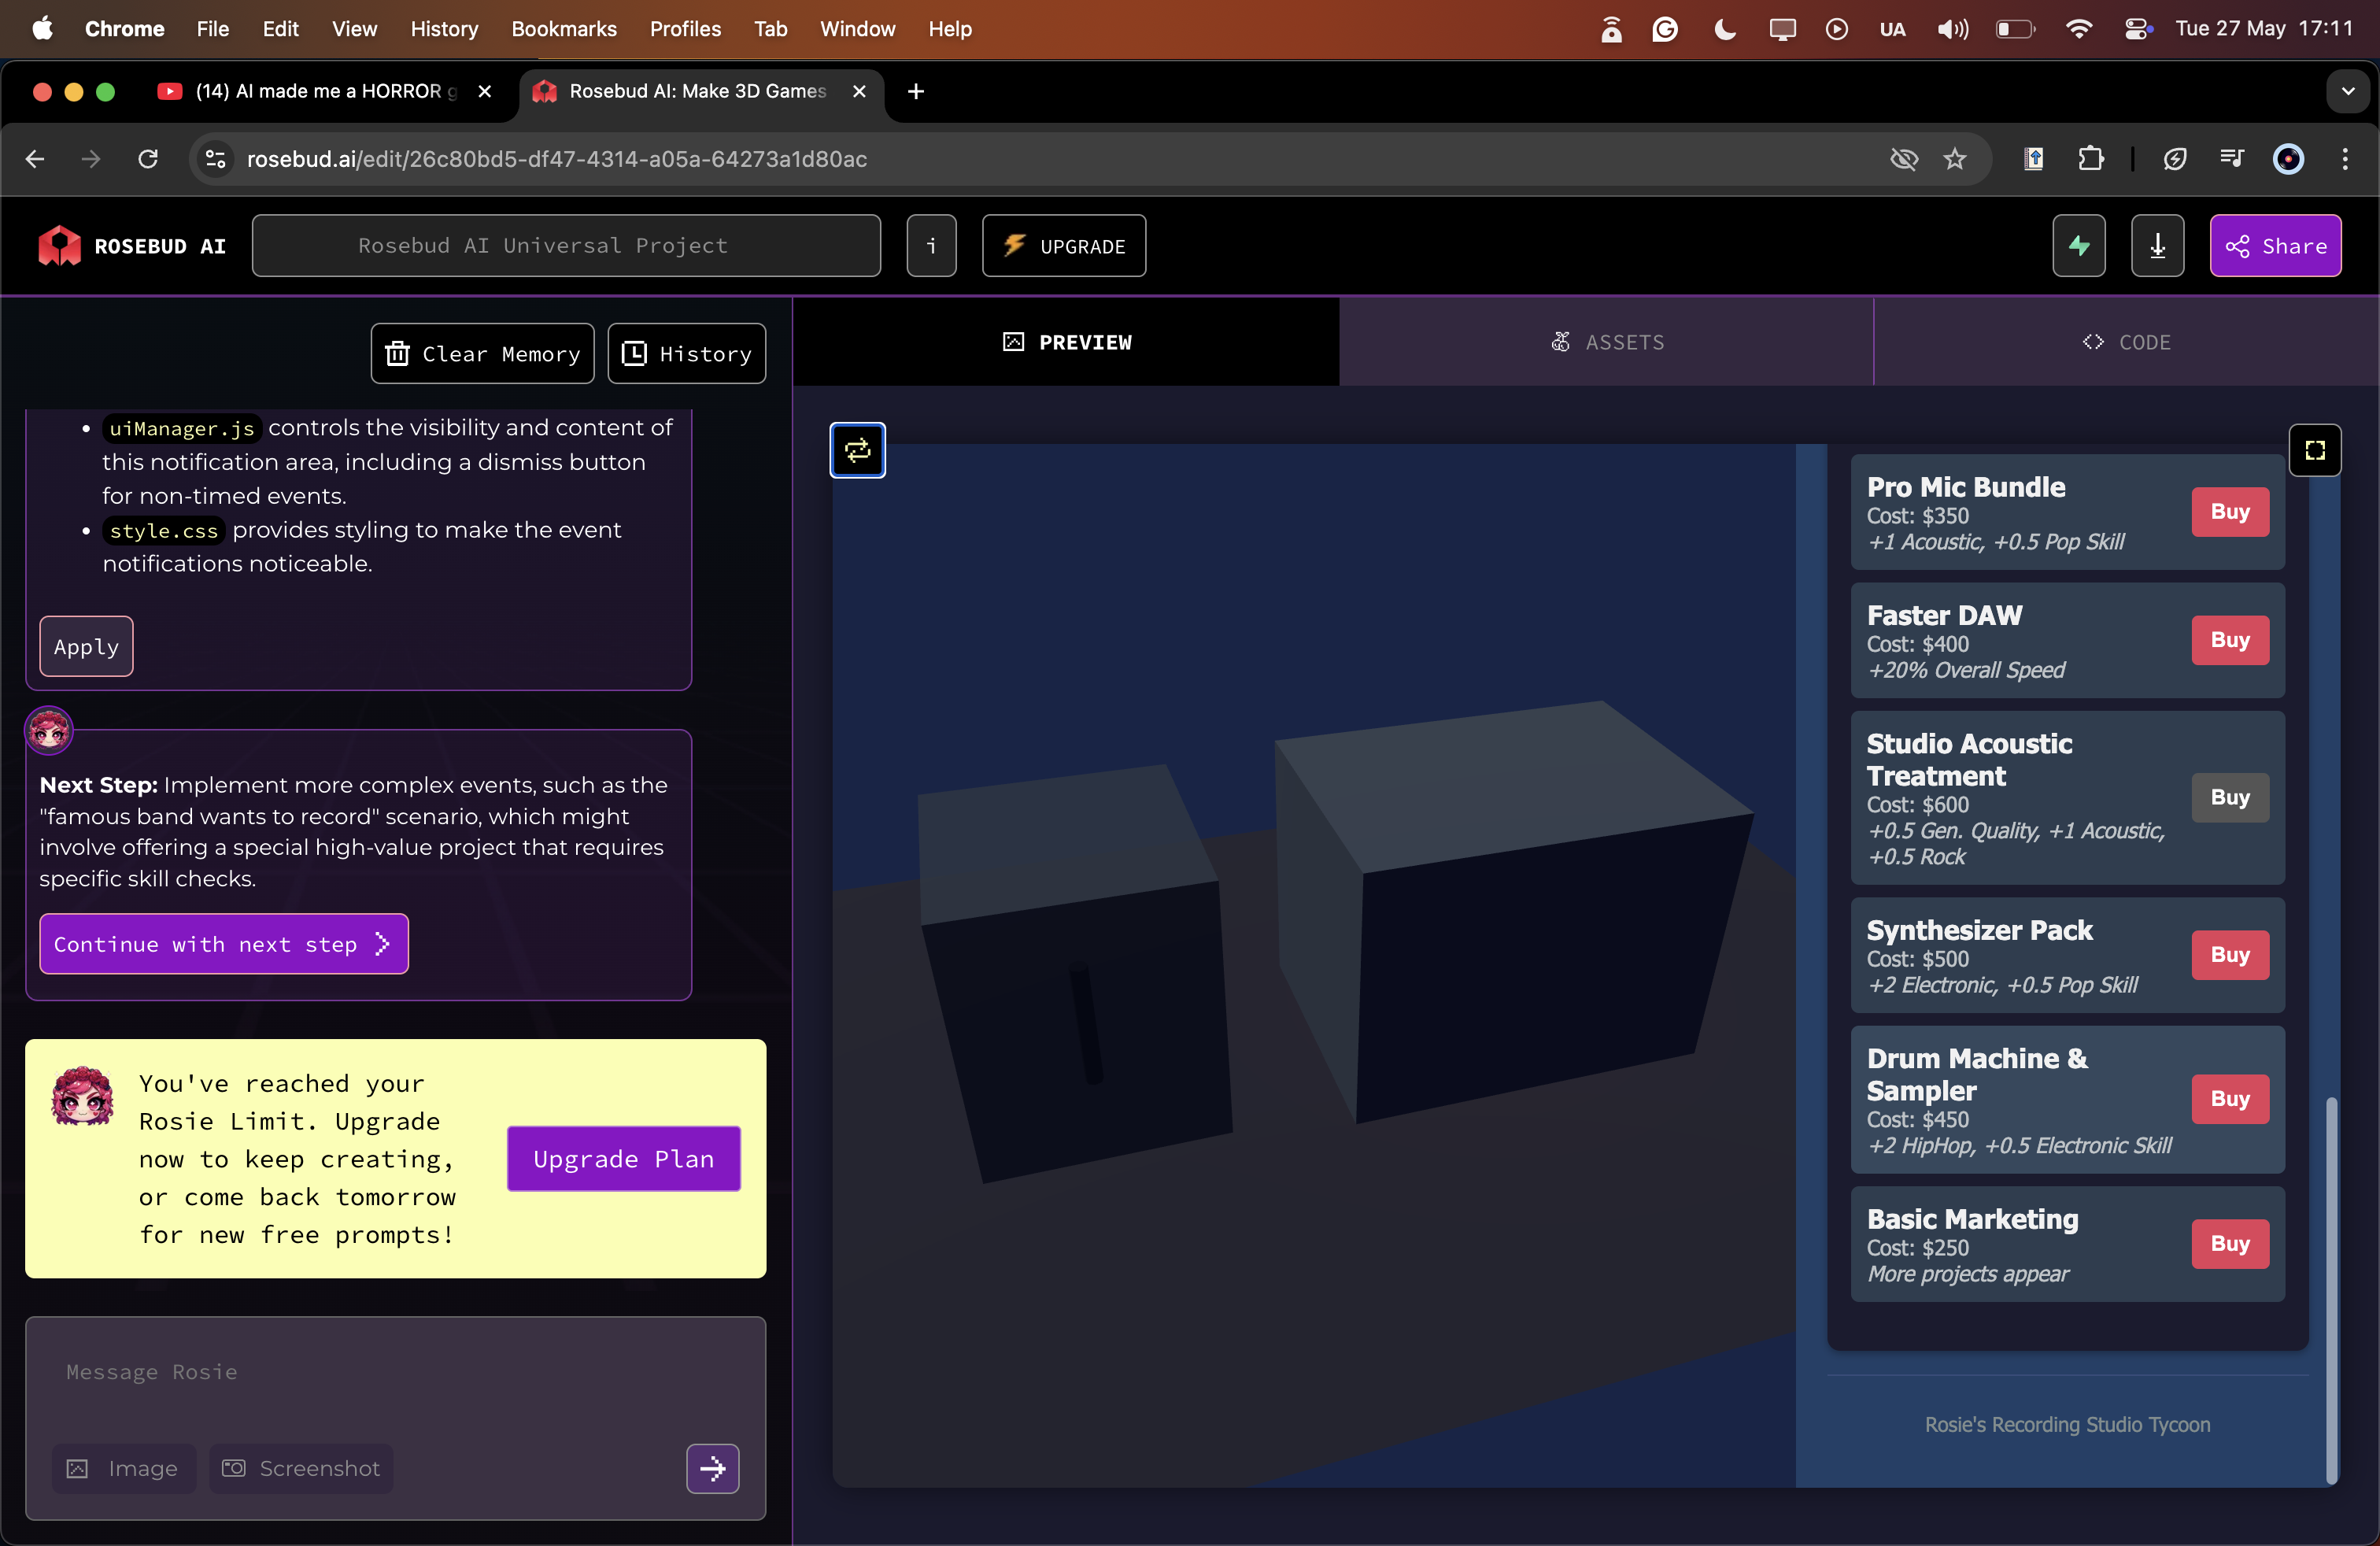 Chrome File Edit View History Bookmarks Profiles Tab Window Help UA Tue 27 May 17:11
(14) AI made me a HORROR g
Rosebud AI: Make 3D Games
rosebud.ai/edit/26c80bd5-df47-4314-a05a-64273a1d80ac
ROSEBUD AI
Rosebud AI Universal Project
i
UPGRADE
Share
Clear Memory
History
uiManager.js controls the visibility and content of
this notification area, including a dismiss button
for non-timed events.
style.css provides styling to make the event
notifications noticeable.
Apply
Next Step: Implement more complex events, such as the
"famous band wants to record" scenario, which might
involve offering a special high-value project that requires
specific skill checks.
Continue with next step
You've reached your
Rosie Limit. Upgrade
now to keep creating,
or come back tomorrow
for new free prompts!
Upgrade Plan
Message Rosie
Image
Screenshot
PREVIEW
ASSETS
CODE
Pro Mic Bundle
Cost: $350
+1 Acoustic, +0.5 Pop Skill
Buy
Faster DAW
Cost: $400
+20% Overall Speed
Buy
Studio Acoustic
Treatment
Cost: $600
+0.5 Gen. Quality, +1 Acoustic,
+0.5 Rock
Buy
Synthesizer Pack
Cost: $500
+2 Electronic, +0.5 Pop Skill
Buy
Drum Machine &
Sampler
Cost: $450
+2 HipHop, +0.5 Electronic Skill
Buy
Basic Marketing
Cost: $250
More projects appear
Buy
Rosie's Recording Studio Tycoon